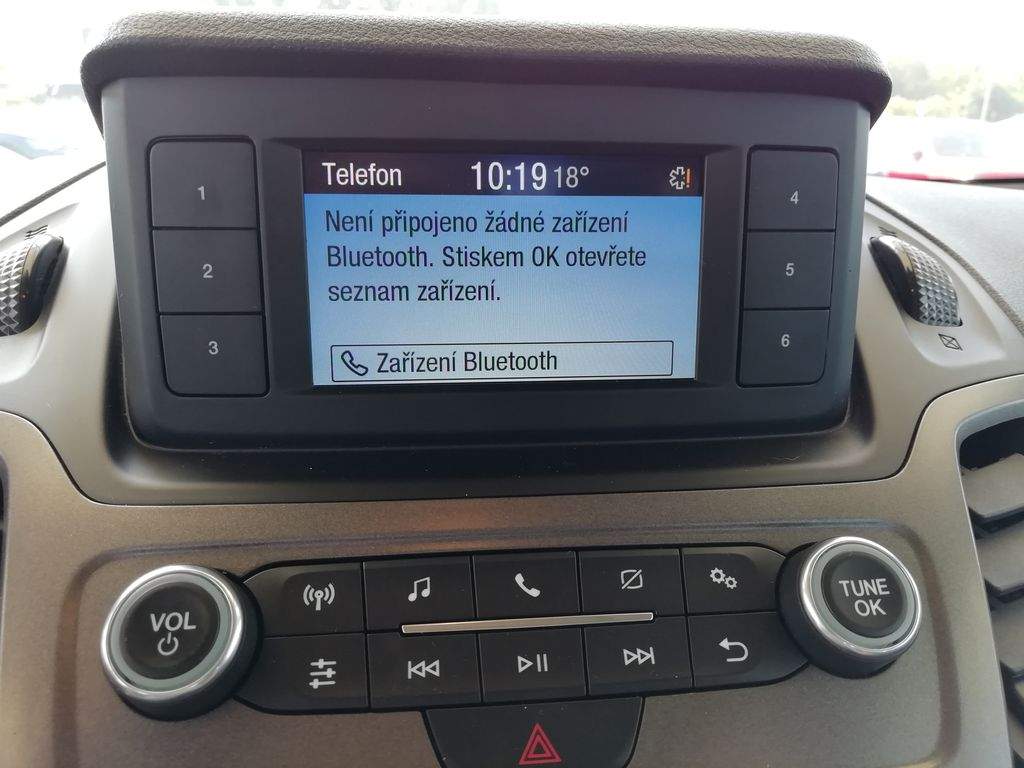 Telefon 10:19 18°
Není připojeno žádné zařízení
Bluetooth. Stiskem OK otevřete
seznam zařízení.
Zařízení Bluetooth
1
2
3
4
5
6
VOL
TUNE
OK